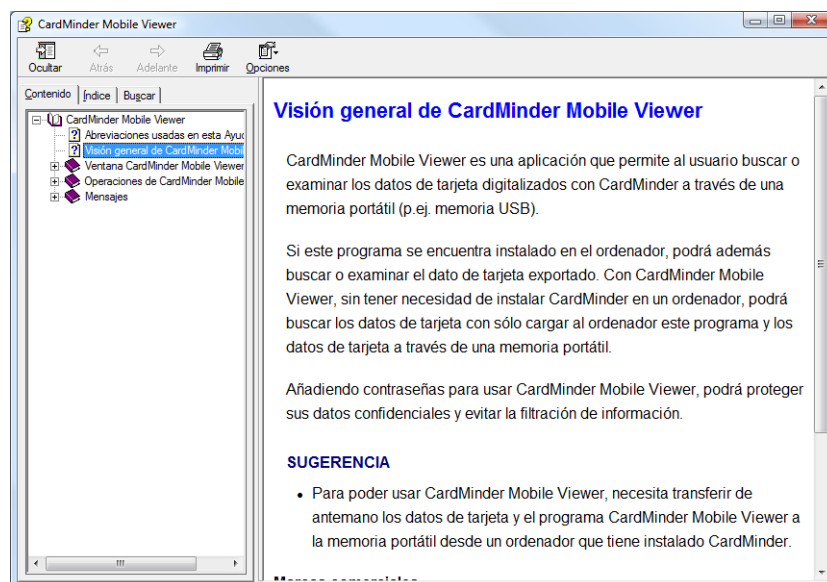 CardMinder Mobile Viewer
Ocultar Atrás Adelante Imprimir Opciones
Contenido Índice Buscar
CardMinder Mobile Viewer
Abreviaciones usadas en esta
Visión general de CardMinder
Ventana CardMinder Mobile Viewer
Operaciones de CardMinder Mobile
Mensajes
Visión general de CardMinder Mobile Viewer
CardMinder Mobile Viewer es una aplicación que permite al usuario buscar o
examinar los datos de tarjeta digitalizados con CardMinder a través de una
memoria portátil (p.ej. memoria USB).
Si este programa se encuentra instalado en el ordenador, podrá además
buscar o examinar el dato de tarjeta exportado. Con CardMinder Mobile
Viewer, sin tener necesidad de instalar CardMinder en un ordenador, podrá
buscar los datos de tarjeta con sólo cargar al ordenador este programa y los
datos de tarjeta a través de una memoria portátil.
Añadiendo contraseñas para usar CardMinder Mobile Viewer, podrá proteger
sus datos confidenciales y evitar la filtración de información.
SUGERENCIA
• Para poder usar CardMinder Mobile Viewer, necesita transferir de
antemano los datos de tarjeta y el programa CardMinder Mobile Viewer a
la memoria portátil desde un ordenador que tiene instalado CardMinder.